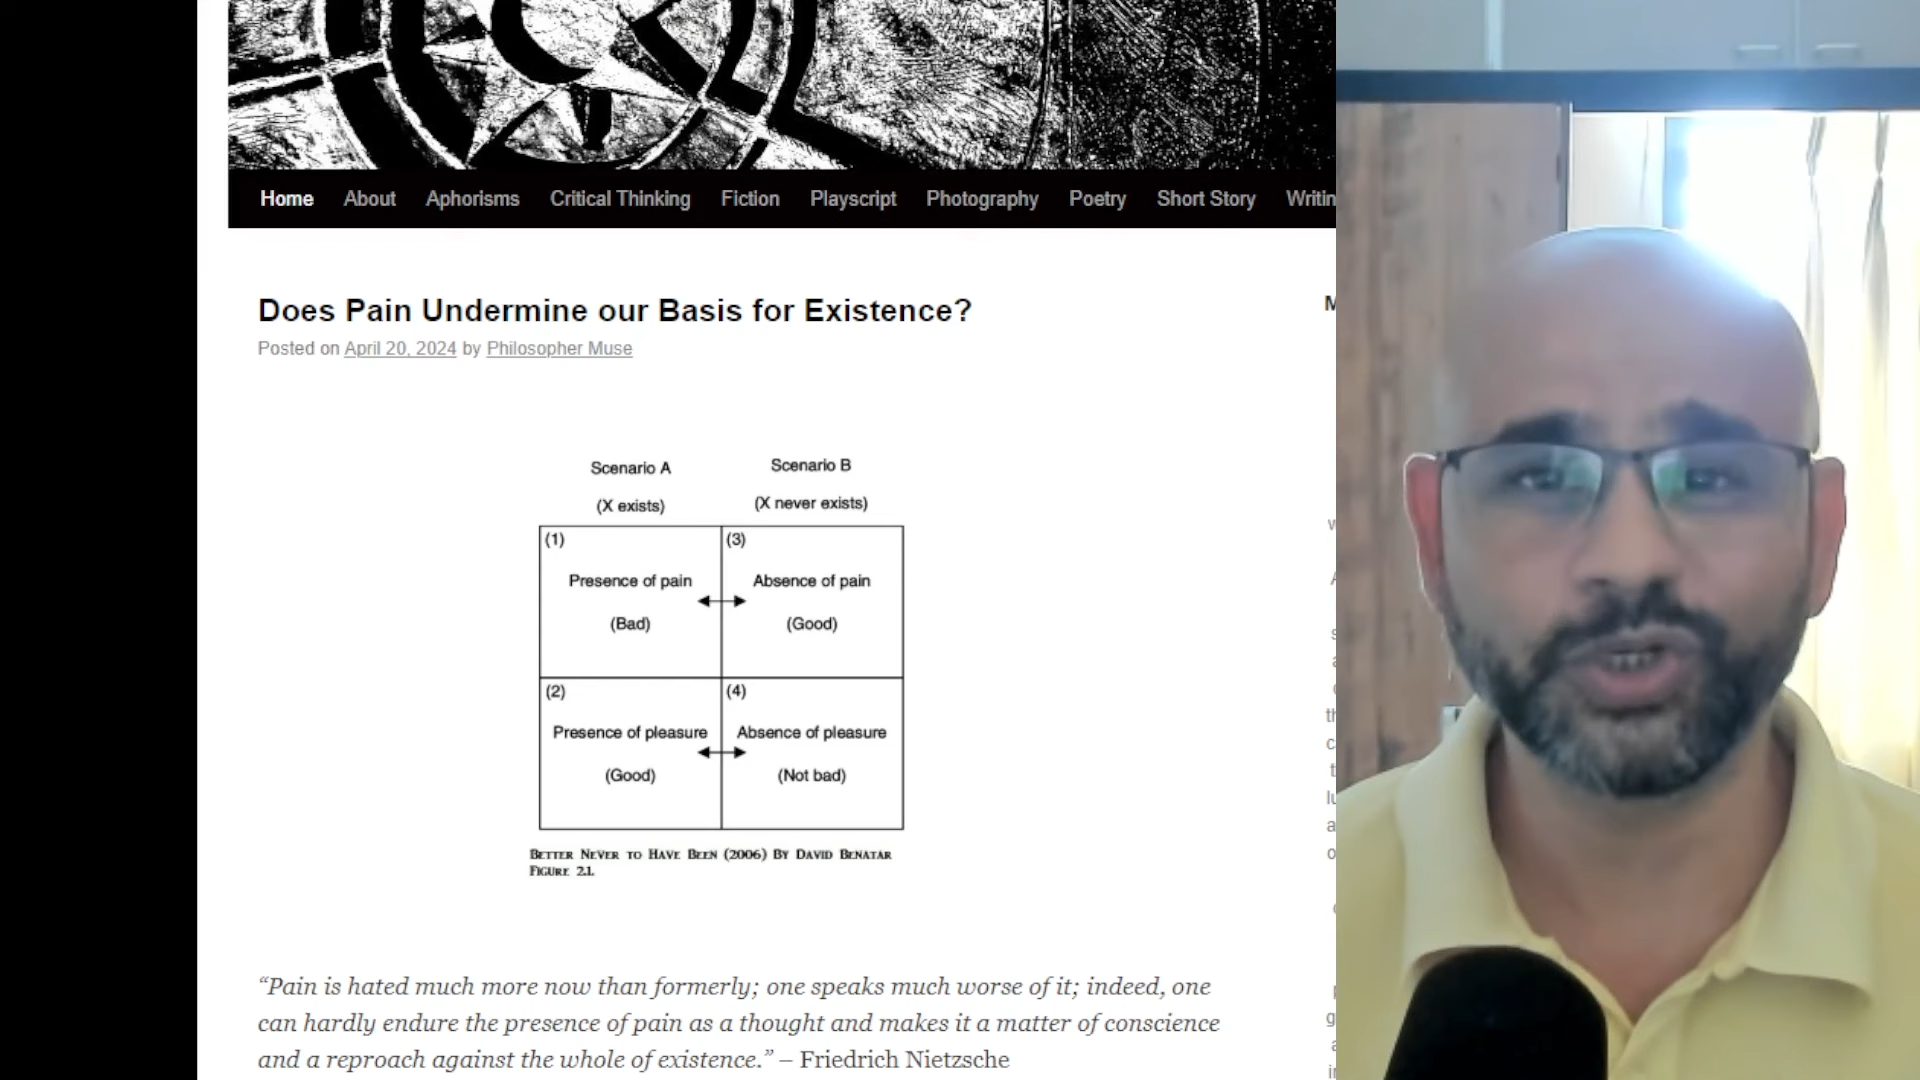 Home About Aphorisms Critical Thinking Fiction Playscript Photography Poetry Short Story
Does Pain Undermine our Basis for Existence?
Posted on April 20, 2024 by Philosopher Muse
Scenario A Scenario B
(X exists) (X never exists)
(1) (3)
Presence of pain Absence of pain
(Bad) (Good)
(2) (4)
Presence of pleasure Absence of pleasure
(Good) (Not bad)
BETTER NEVER TO HAVE BEEN (2006) BY DAVID BENATAR
FIGURE 2.1.
“Pain is hated much more now than formerly; one speaks much worse of it; indeed, one
can hardly endure the presence of pain as a thought and makes it a matter of conscience
and a reproach against the whole of existence.” – Friedrich Nietzsche